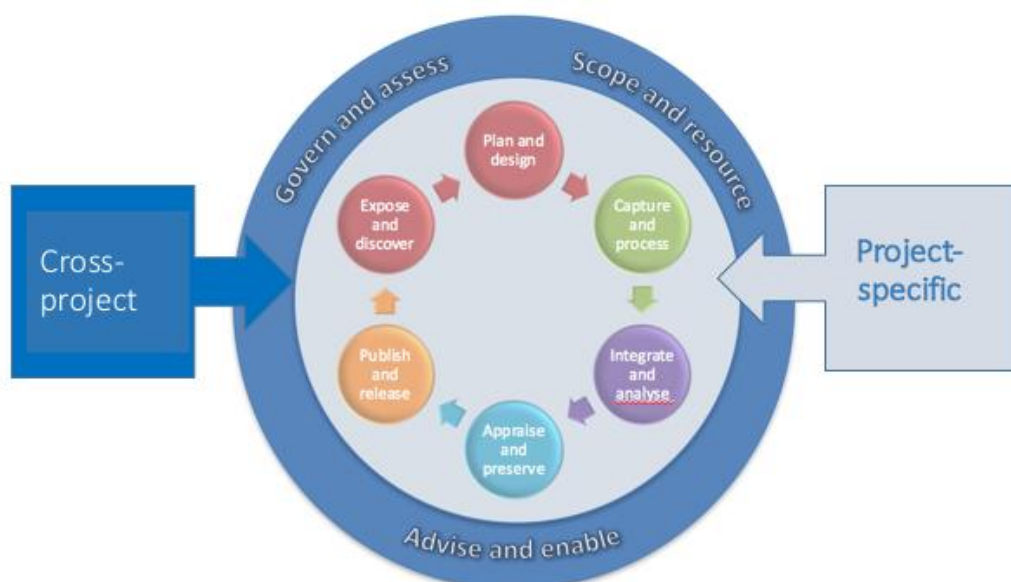 Govern and assess
Scope and resource
Plan and
design
Expose
and
discover
Capture
and
process
Cross-
project
Project-
specific
Publish
and
release
Integrate
and
analyse
Appraise
and
preserve
Advise and enable